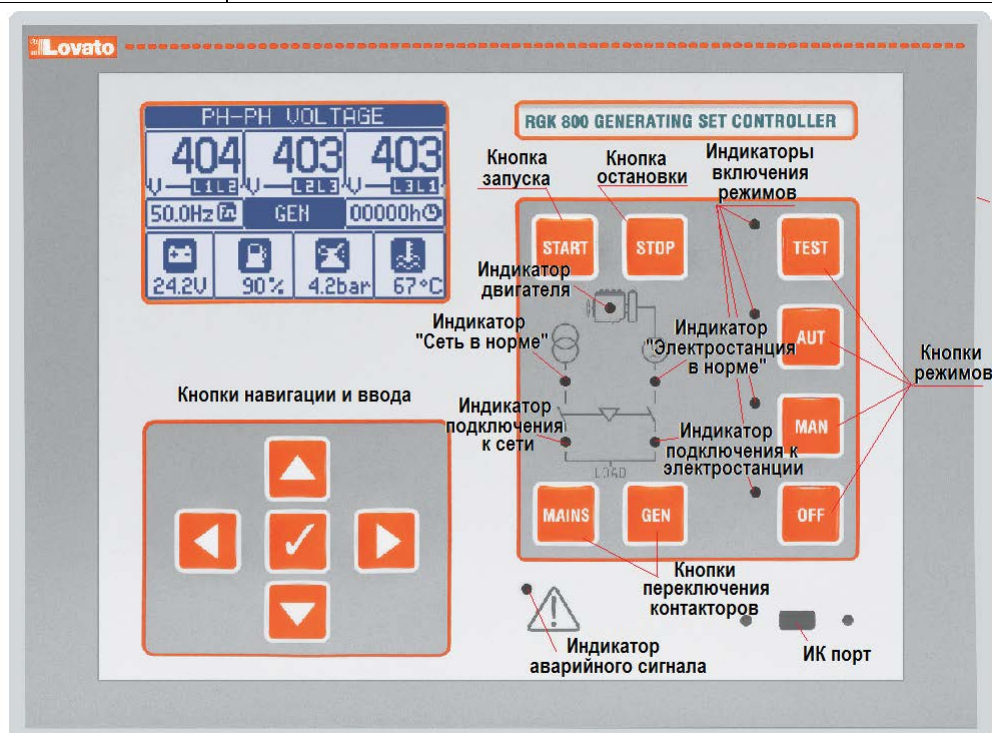 Lovato
PH-PH VOLTAGE
404 403 403
V L1L2 V L2L3 V L3L1
50.0Hz GEN 00000h
24.2V 90% 4.2bar 67°C
RGK 800 GENERATING SET CONTROLLER
Кнопка
запуска
Кнопка
остановки
Индикаторы
включения
режимов
START
STOP
TEST
Индикатор
двигателя
Индикатор
"Сеть в норме"
Индикатор
"Электростанция
в норме"
AUT
Кнопки
режимов
Кнопки навигации и ввода
Индикатор
подключения
к сети
Индикатор
подключения к
электростанции
MAN
LOAD
MAINS
GEN
OFF
Кнопки
переключения
контакторов
Индикатор
аварийного сигнала
ИК порт